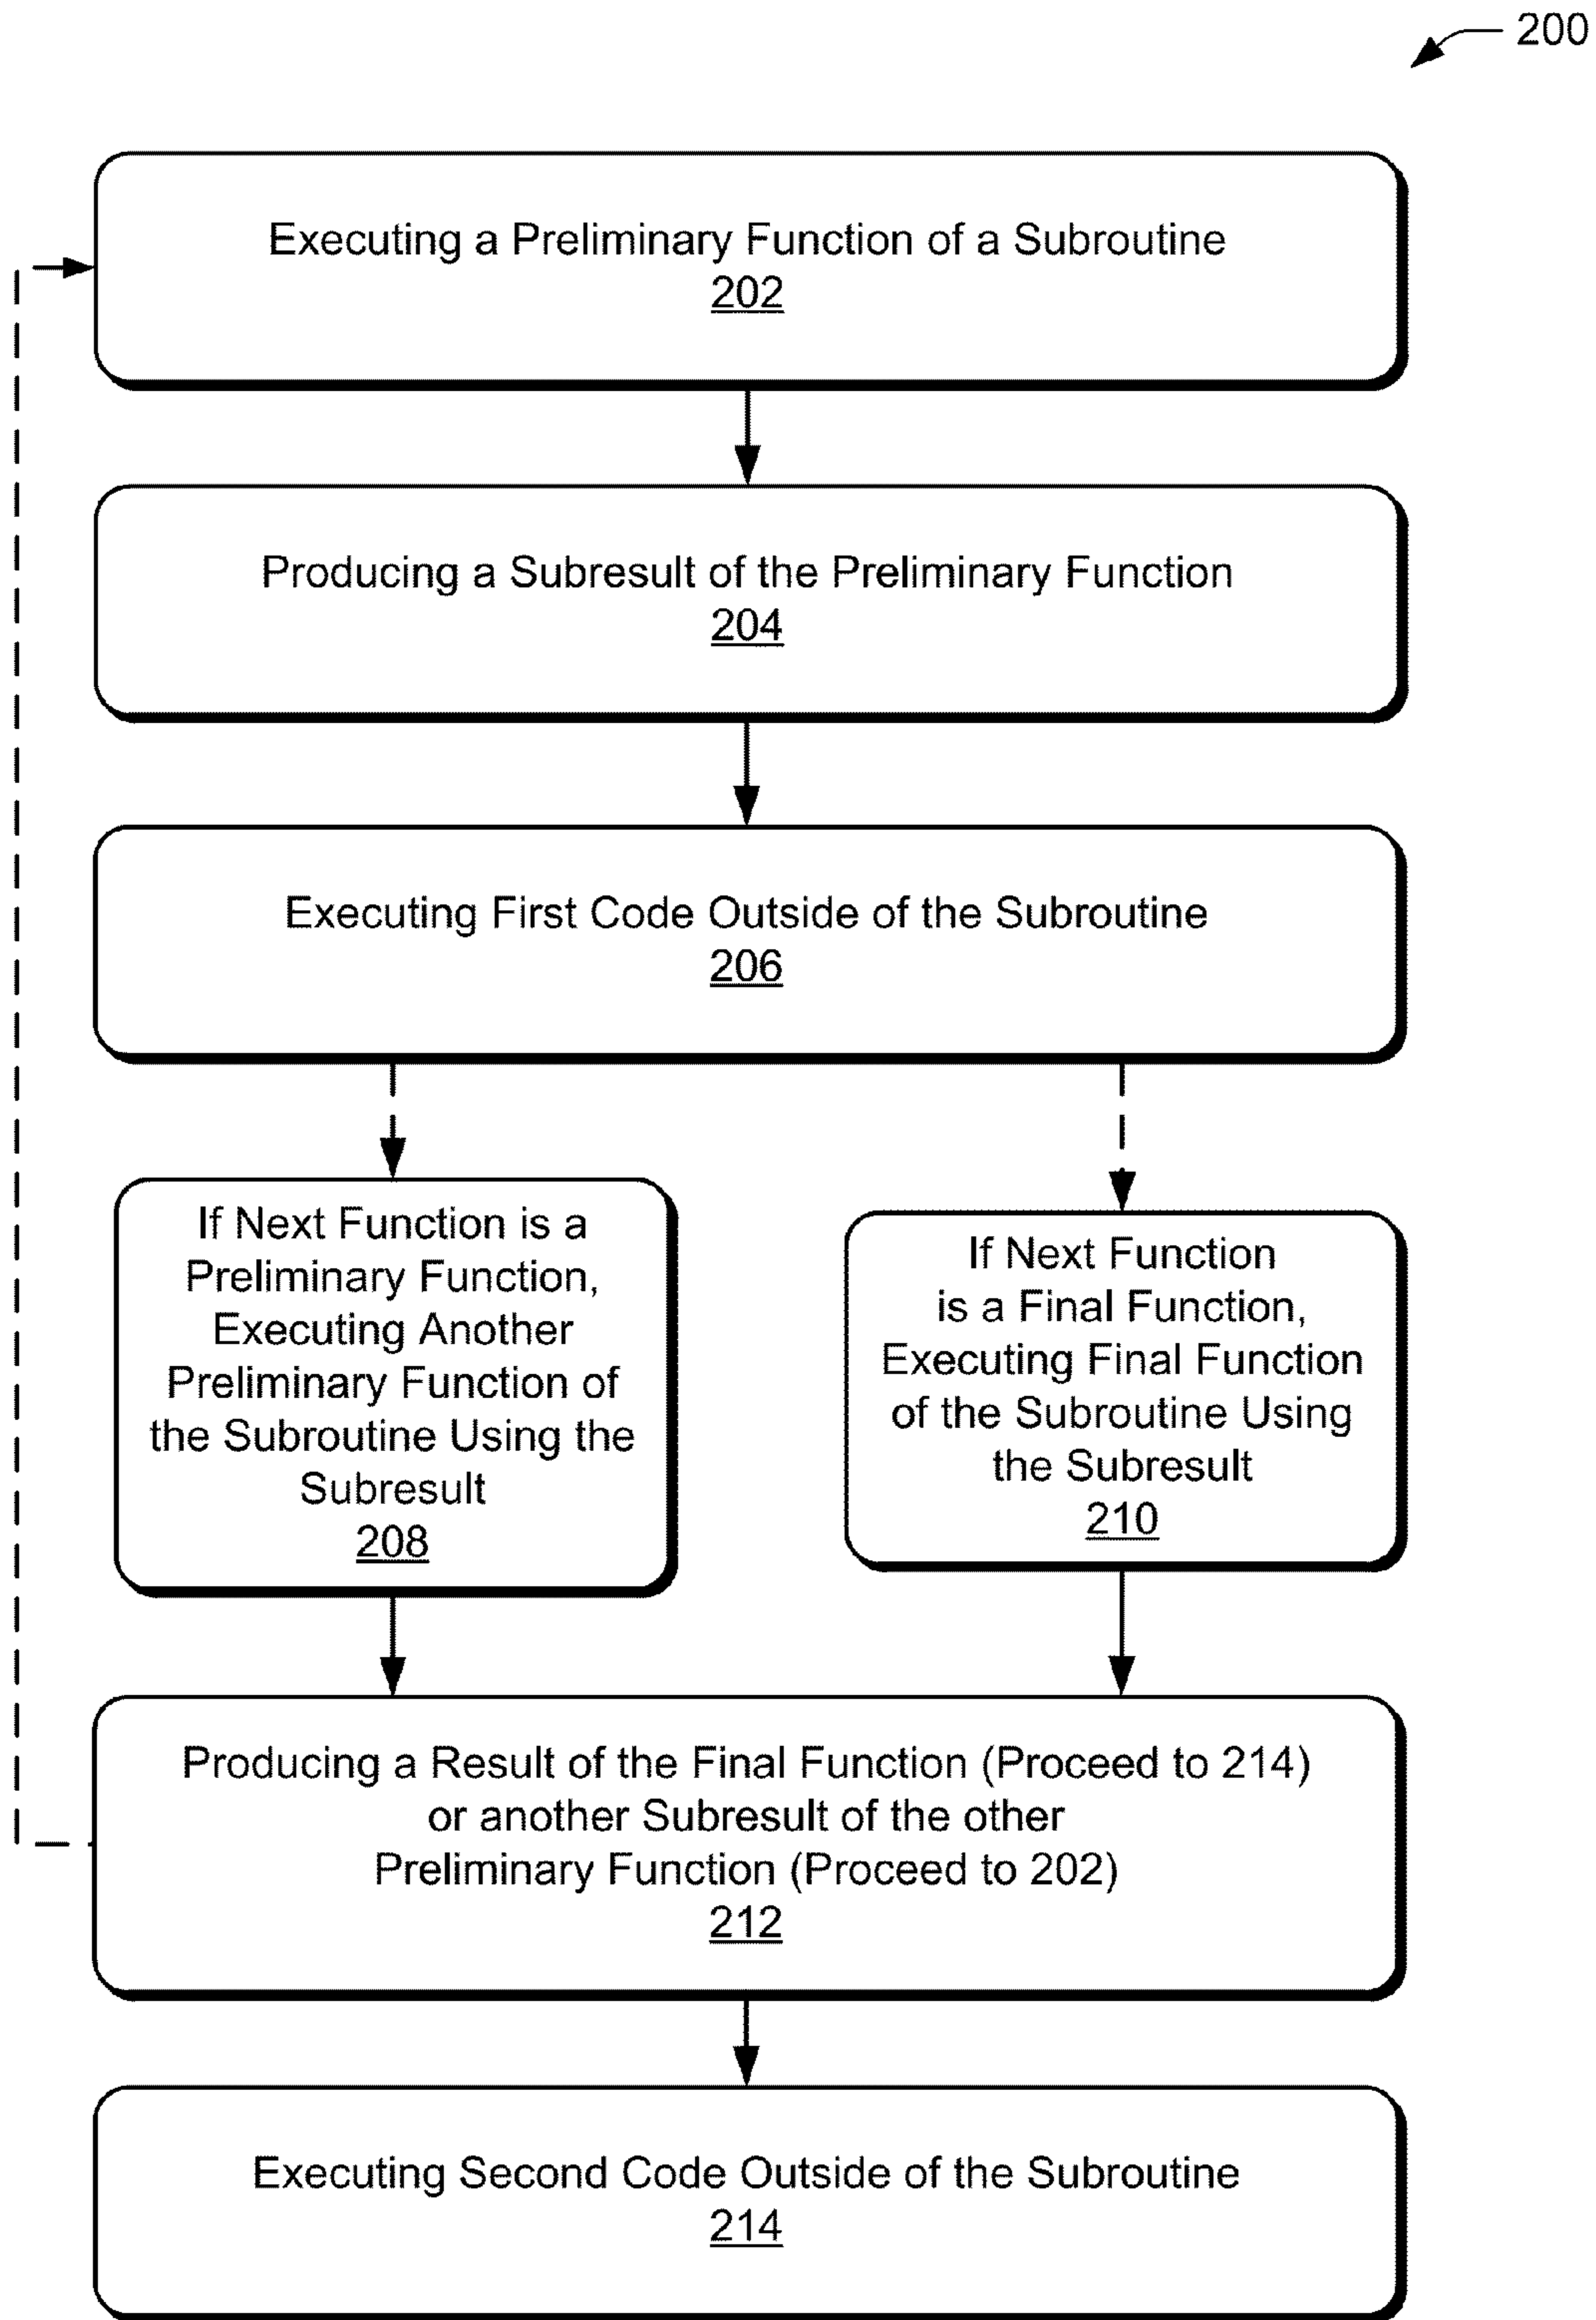 200
Executing a Preliminary Function of a Subroutine
202
Producing a Subresult of the Preliminary Function
204
Executing First Code Outside of the Subroutine
206
If Next Function is a
Preliminary Function,
Executing Another
Preliminary Function of
the Subroutine Using the
Subresult
208
If Next Function
is a Final Function,
Executing Final Function
of the Subroutine Using
the Subresult
210
Producing a Result of the Final Function (Proceed to 214)
or another Subresult of the other
Preliminary Function (Proceed to 202)
212
Executing Second Code Outside of the Subroutine
214